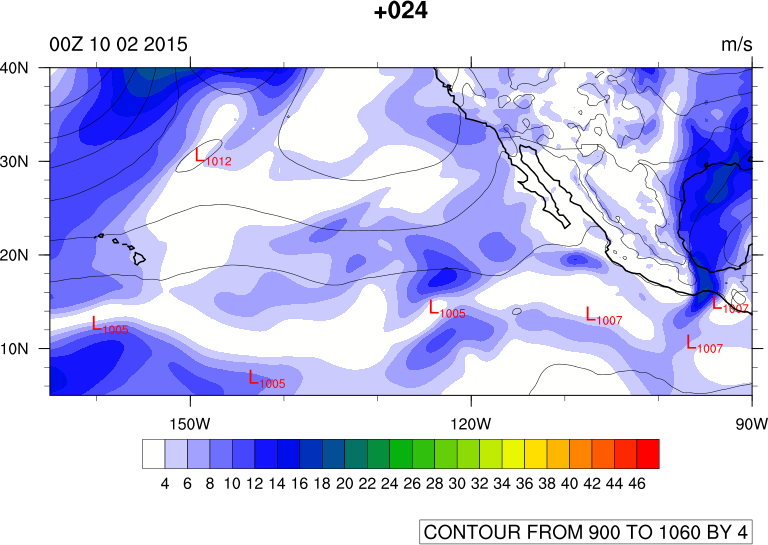 +024
00Z 10 02 2015 m/s
40N
30N
20N
10N
L1012
L1005
L1005
L1007
L1007
L1007
L1005
150W 120W 90W
4 6 8 10 12 14 16 18 20 22 24 26 28 30 32 34 36 38 40 42 44 46
CONTOUR FROM 900 TO 1060 BY 4